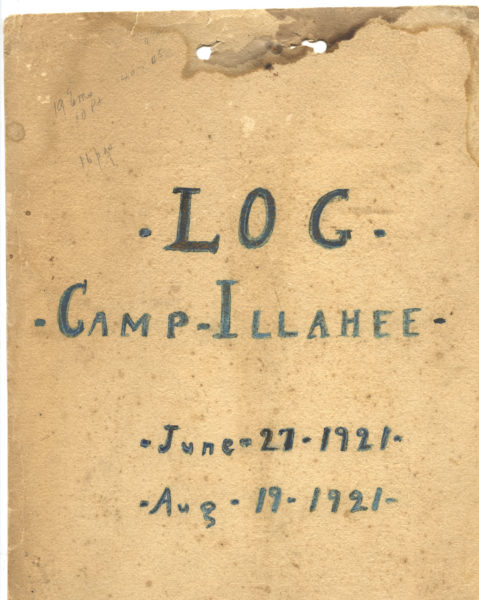 ·LOG·
·CAMP-ILLAHEE·
·June-27-1921-
·Aug-19-1921-